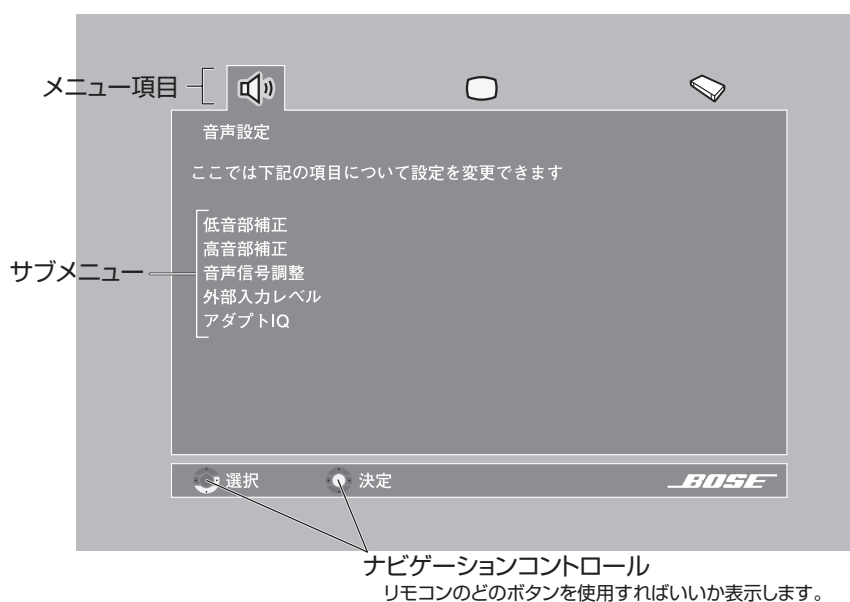 メニュー項目
音声設定
ここでは下記の項目について設定を変更できます
低音部補正
高音部補正
音声信号調整
外部入力レベル
アダプトIQ
サブメニュー
選択 決定 BOSE
ナビゲーションコントロール
リモコンのどのボタンを使用すればいいか表示します。